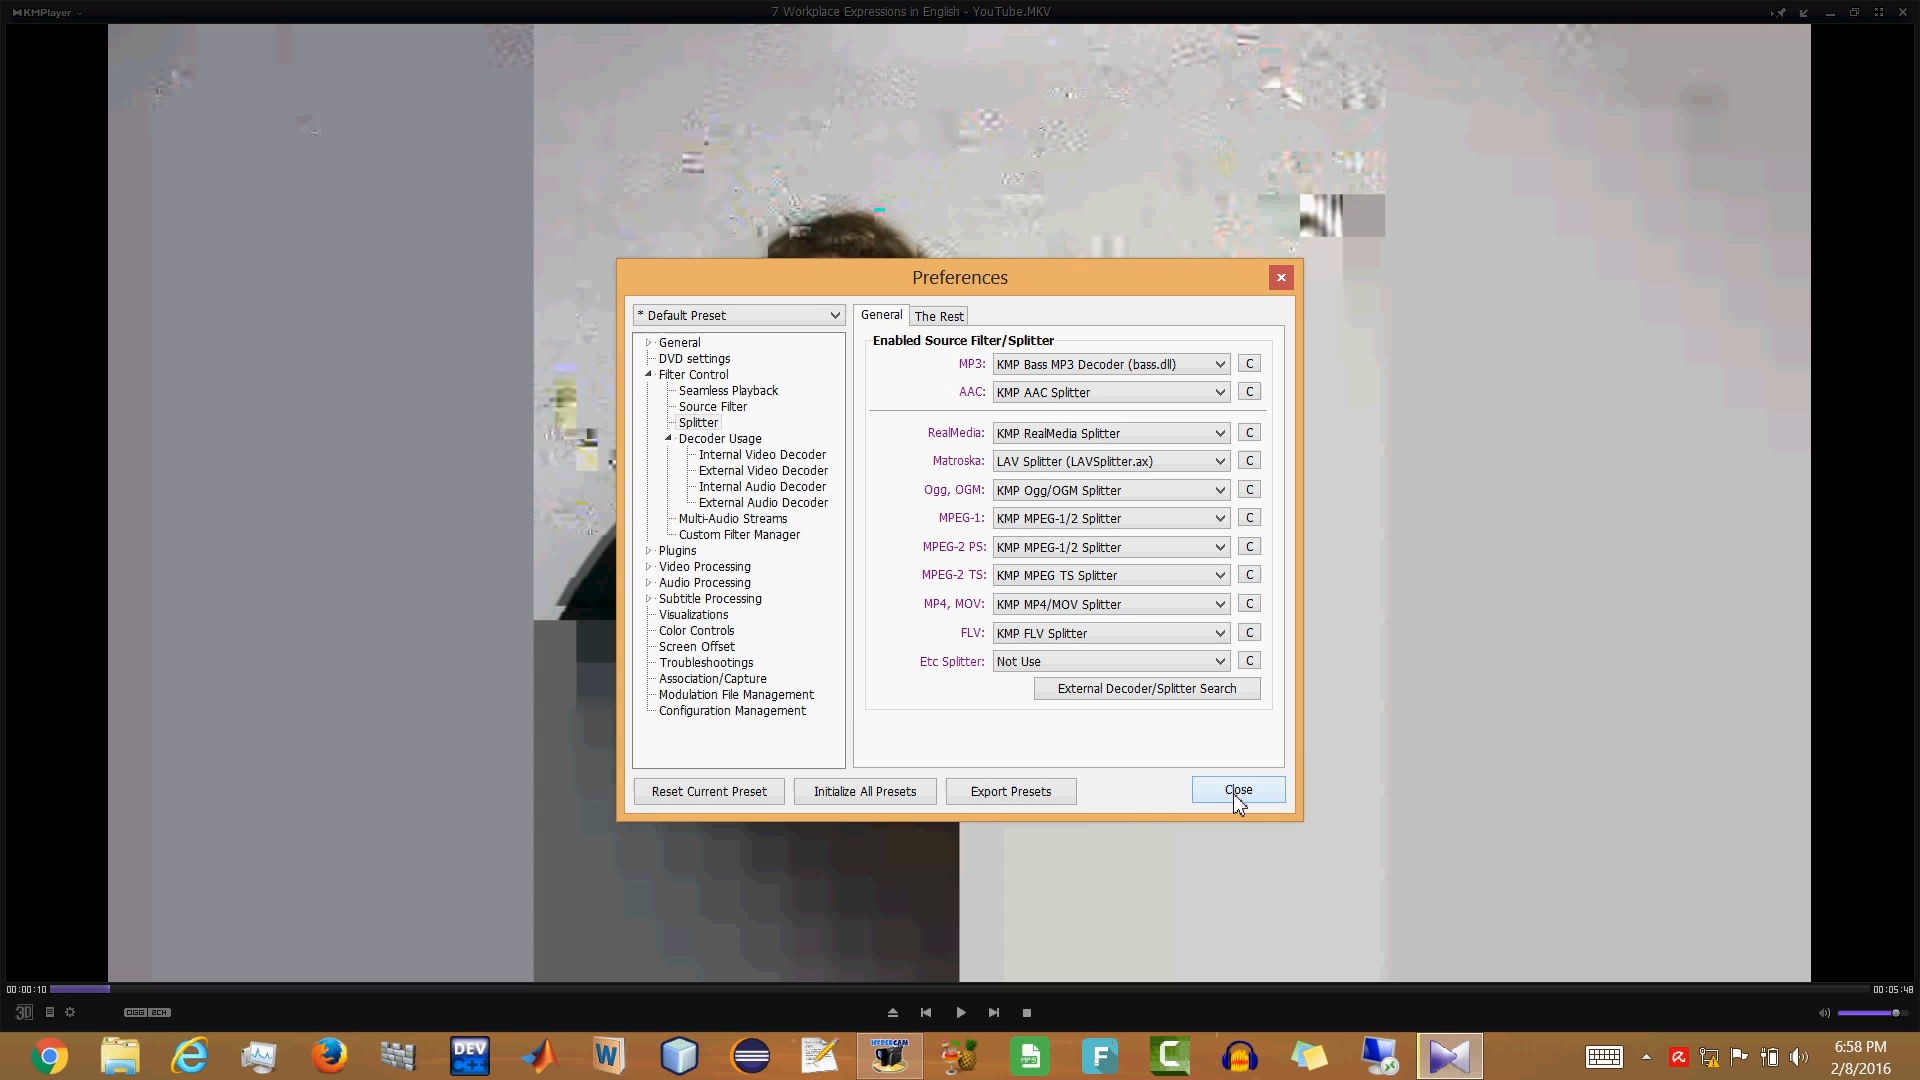 KMPlayer
7 Workplace Expressions in English - YouTube.MKV
Preferences
* Default Preset
General
DVD settings
Filter Control
Seamless Playback
Source Filter
Splitter
Decoder Usage
Internal Video Decoder
External Video Decoder
Internal Audio Decoder
External Audio Decoder
Multi-Audio Streams
Custom Filter Manager
Plugins
Video Processing
Audio Processing
Subtitle Processing
Visualizations
Color Controls
Screen Offset
Troubleshootings
Association/Capture
Modulation File Management
Configuration Management
General The Rest
Enabled Source Filter/Splitter
MP3: KMP Bass MP3 Decoder (bass.dll) C
AAC: KMP AAC Splitter C
RealMedia: KMP RealMedia Splitter C
Matroska: LAV Splitter (LAVSplitter.ax) C
Ogg, OGM: KMP Ogg/OGM Splitter C
MPEG-1: KMP MPEG-1/2 Splitter C
MPEG-2 PS: KMP MPEG-1/2 Splitter C
MPEG-2 TS: KMP MPEG TS Splitter C
MP4, MOV: KMP MP4/MOV Splitter C
FLV: KMP FLV Splitter C
Etc Splitter: Not Use C
External Decoder/Splitter Search
Reset Current Preset Initialize All Presets Export Presets Close
00:00:10 00:05:48
3D OGG 2CH
DEV C++ W HYPERCAM MP3 F C
6:58 PM
2/8/2016